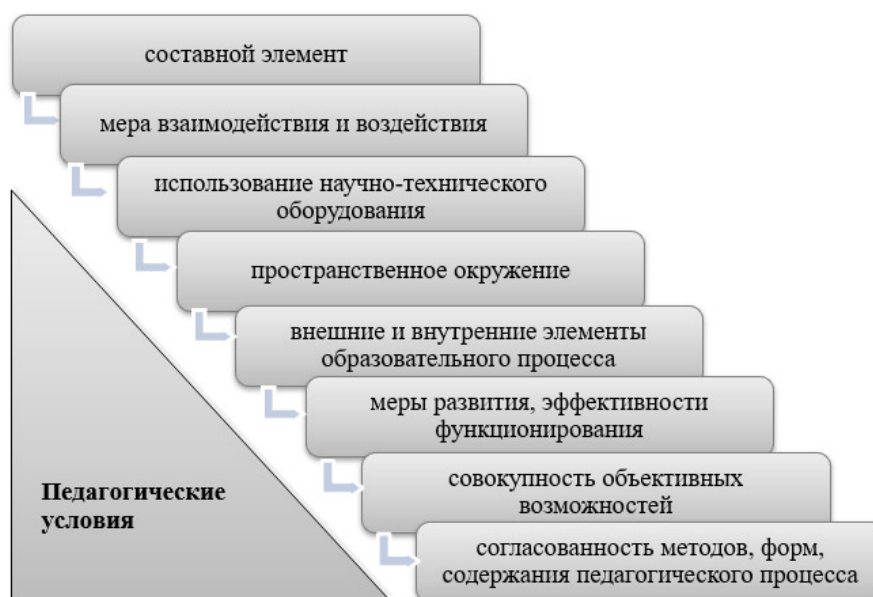 составной элемент
мера взаимодействия и воздействия
использование научно-технического
оборудования
пространственное окружение
внешние и внутренние элементы
образовательного процесса
меры развития, эффективности
функционирования
совокупность объективных
возможностей
согласованность методов, форм,
содержания педагогического процесса
Педагогические
условия